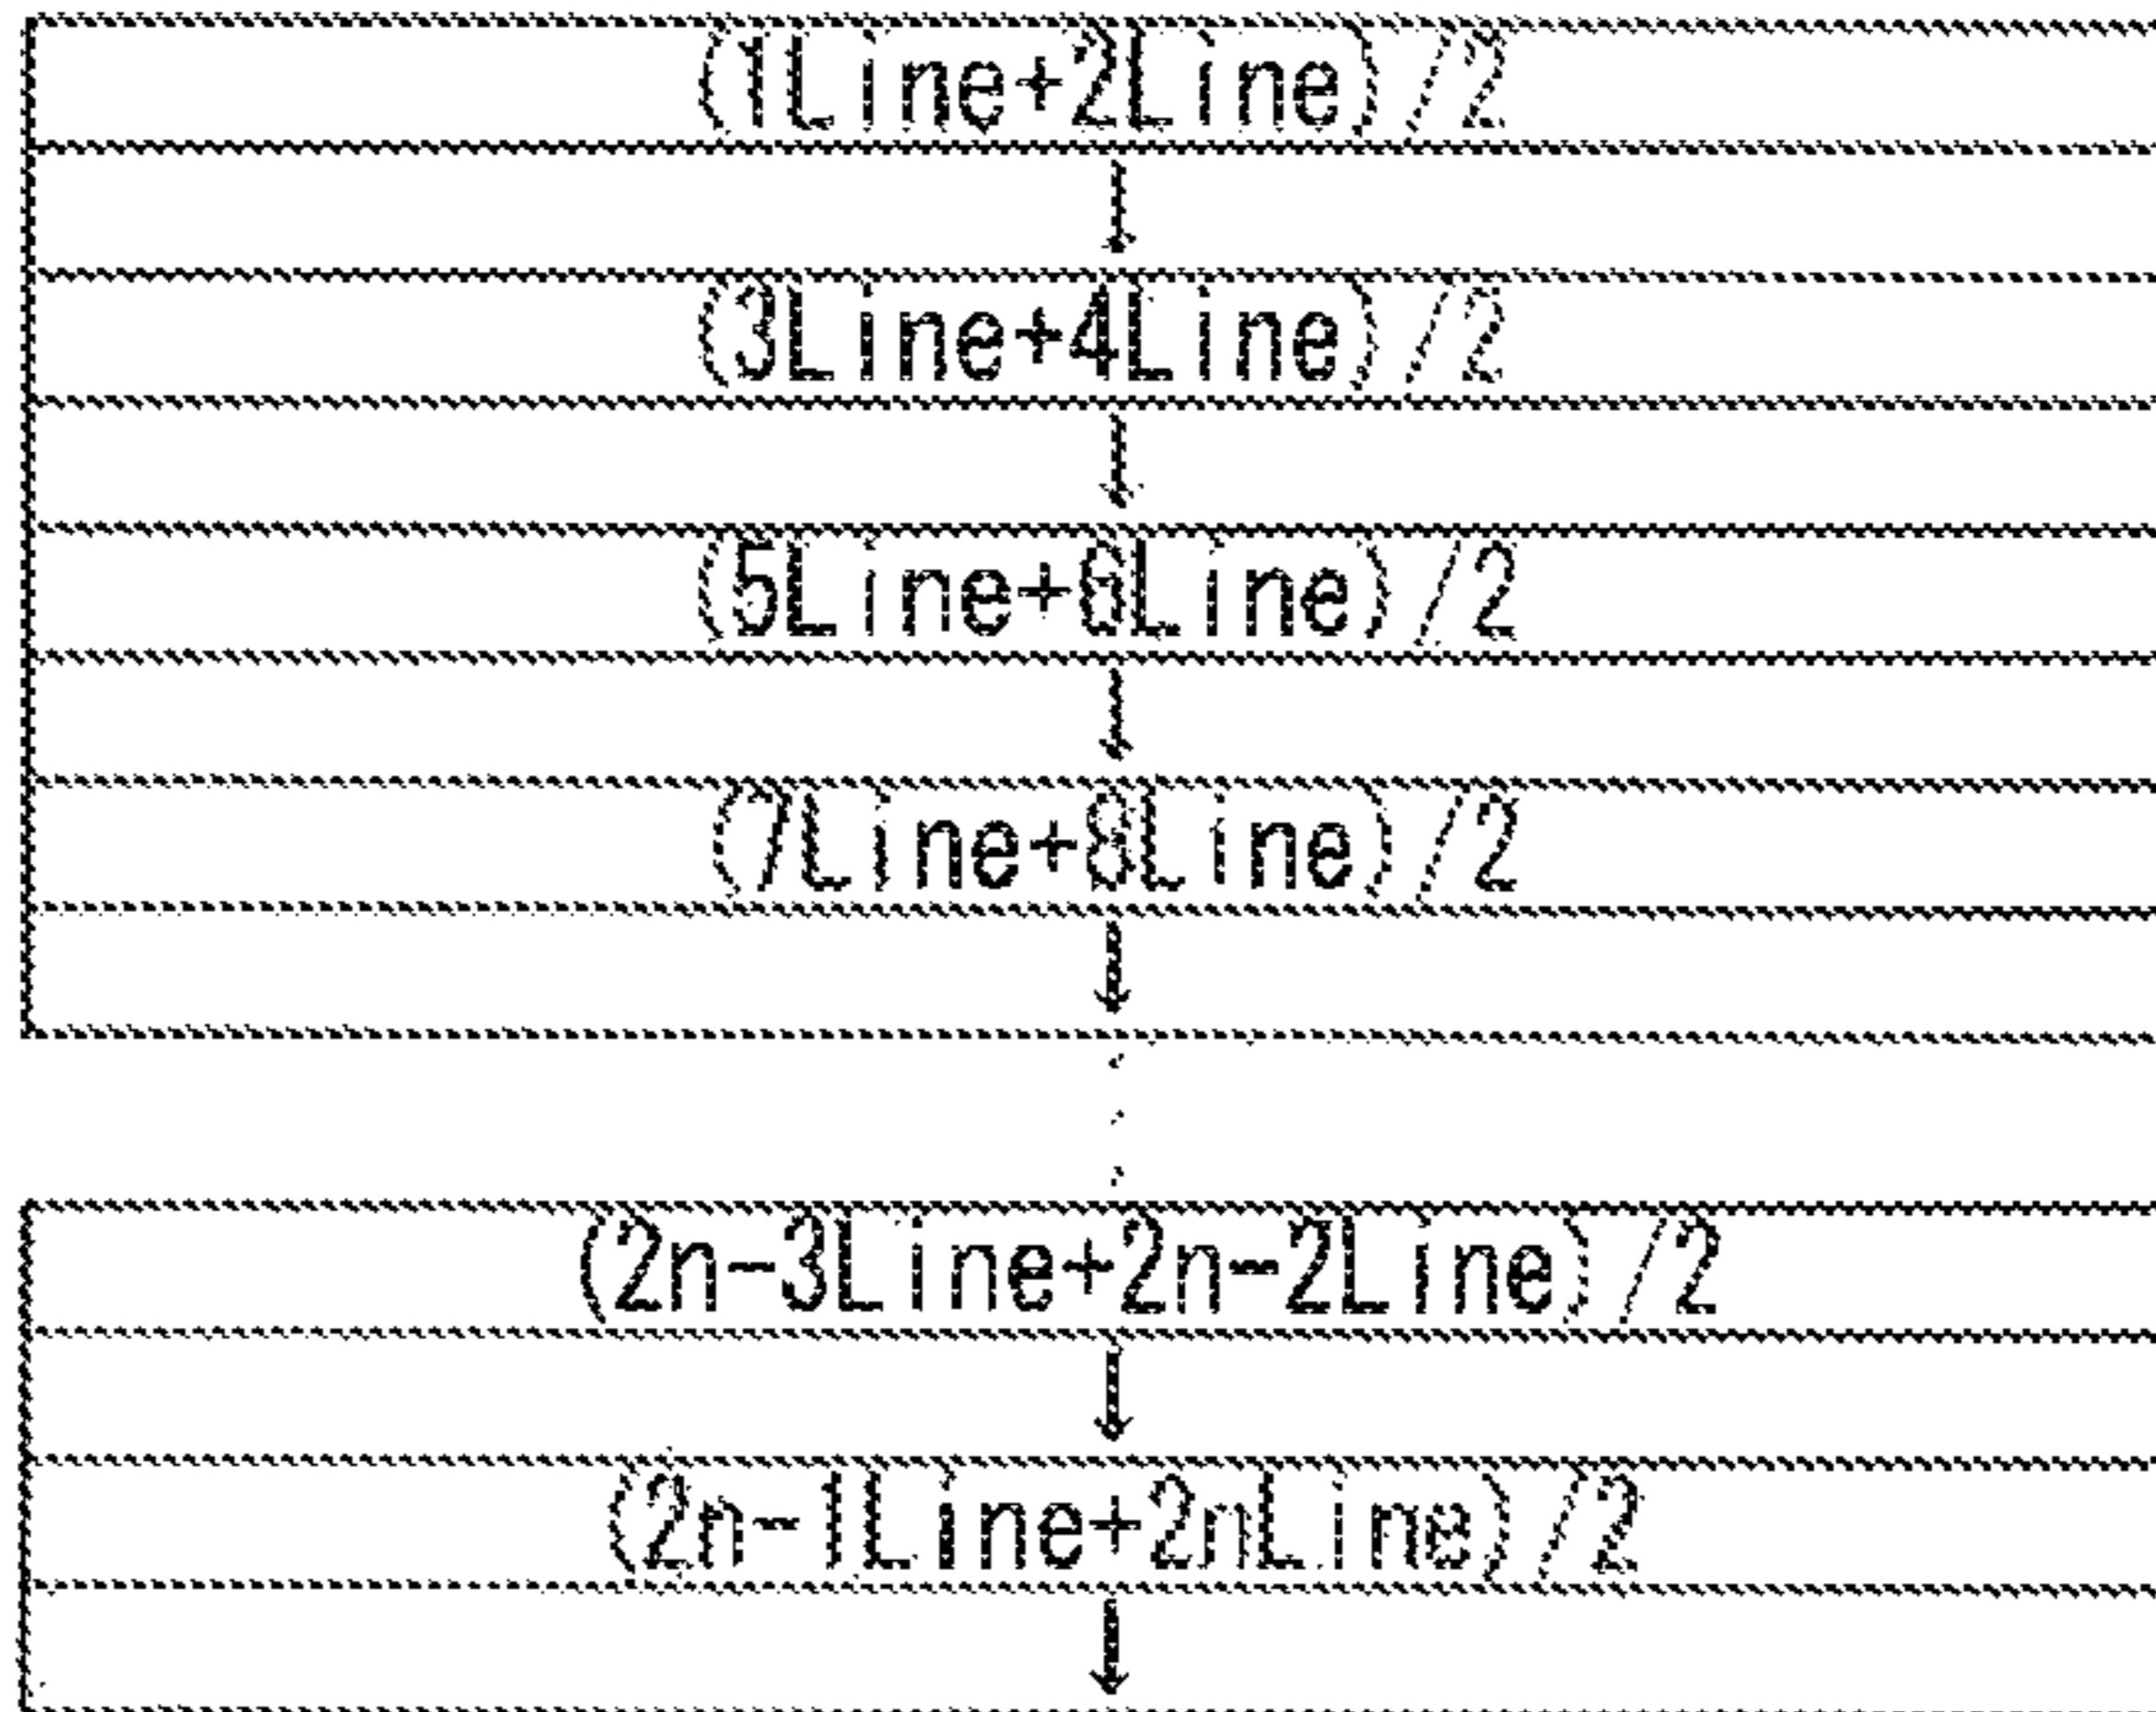 (1Line+2Line)/2
↓
(3Line+4Line)/2
↓
(5Line+6Line)/2
↓
(7Line+8Line)/2
↓
(2n-3Line+2n-2Line)/2
↓
(2n-1Line+2nLine)/2
↓